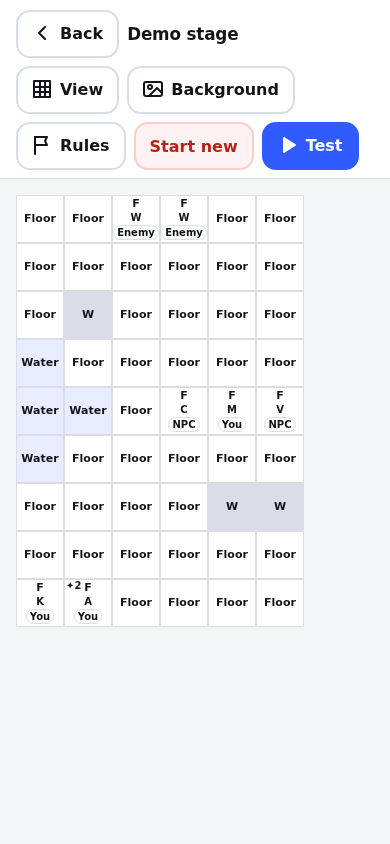 Back Demo stage
View Background
Rules Start new Test
Floor Floor F W Enemy F W Enemy Floor Floor
Floor Floor Floor Floor Floor Floor
Floor W Floor Floor Floor Floor
Water Floor Floor Floor Floor Floor
Water Water Floor F C NPC F M You F V NPC
Water Floor Floor Floor Floor Floor
Floor Floor Floor Floor W W
Floor Floor Floor Floor Floor Floor
F K You ✦2 F A You Floor Floor Floor Floor